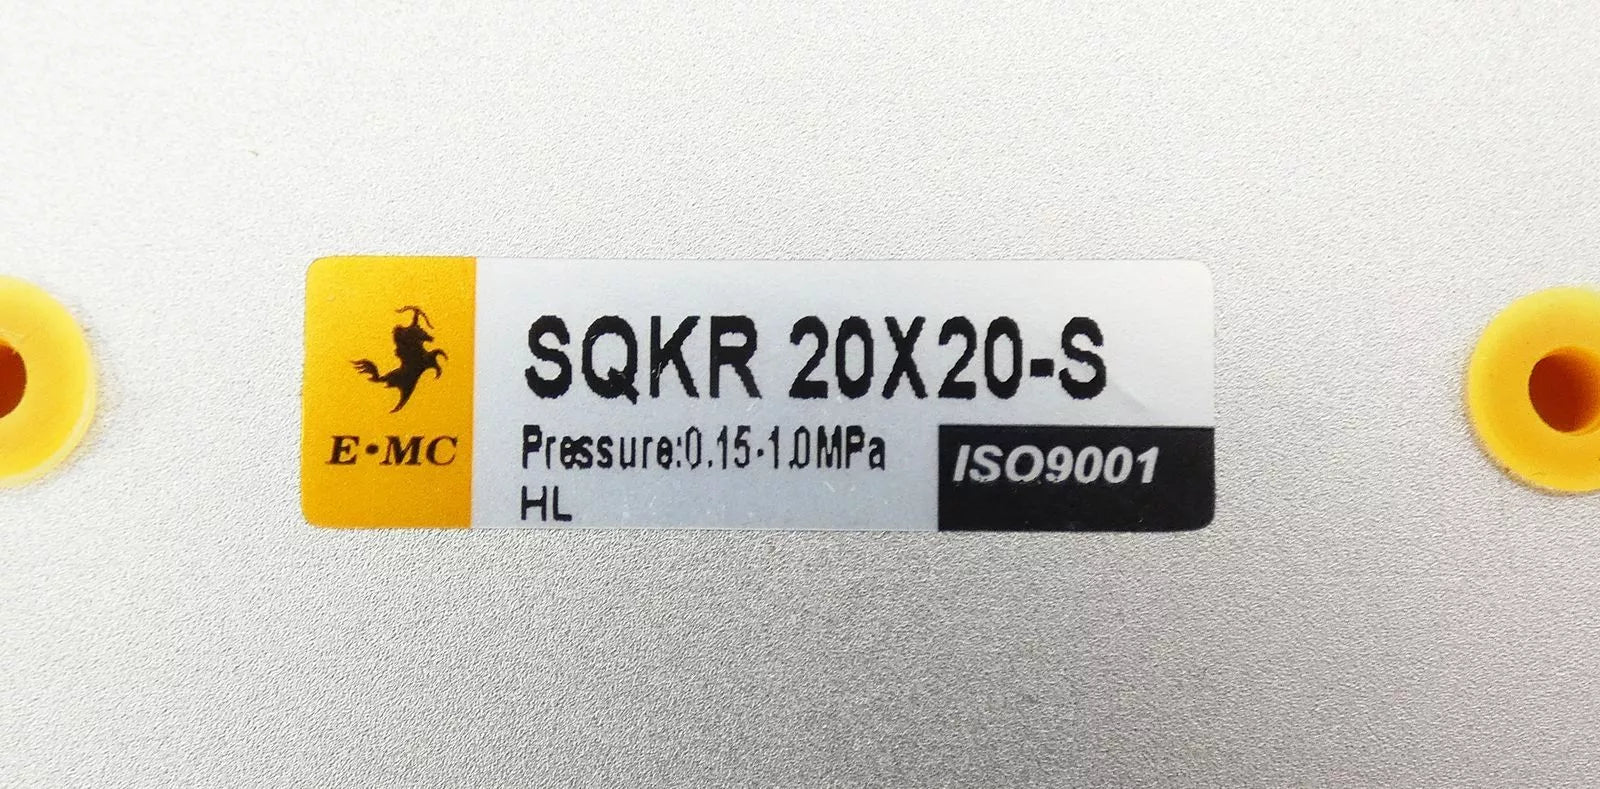 E•MC
SQKR 20X20-S
Pressure:0.15-1.0MPa
HL
ISO9001